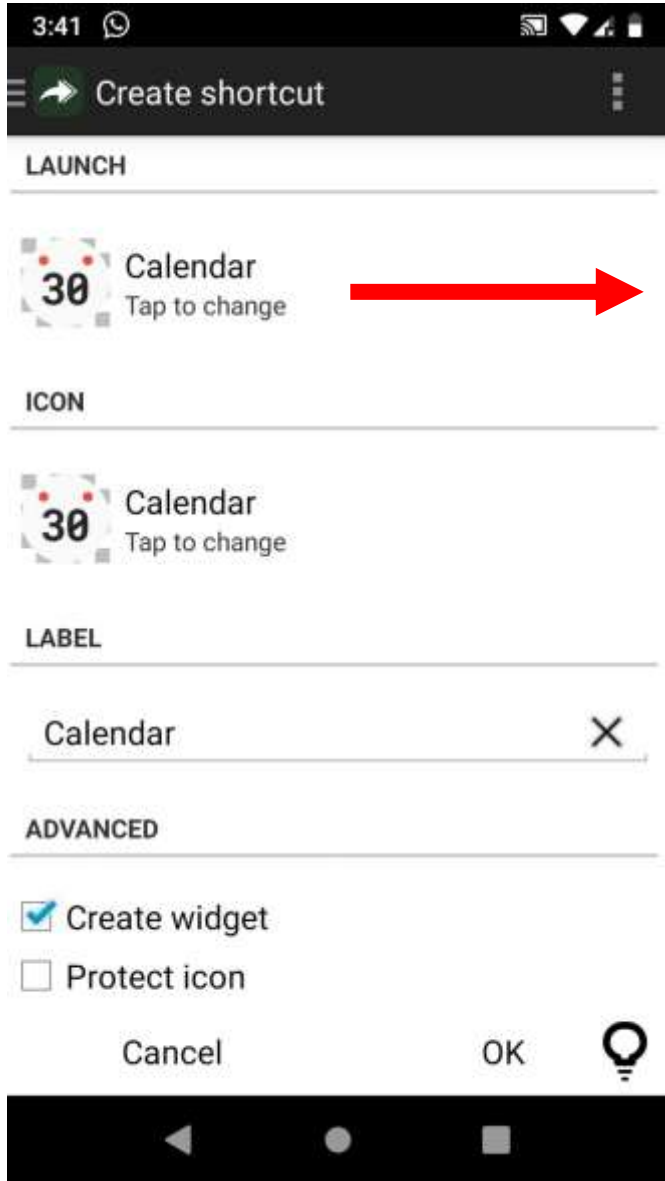 3:41
Create shortcut
LAUNCH
30
Calendar
Tap to change
ICON
30
Calendar
Tap to change
LABEL
Calendar
ADVANCED
Create widget
Protect icon
Cancel OK